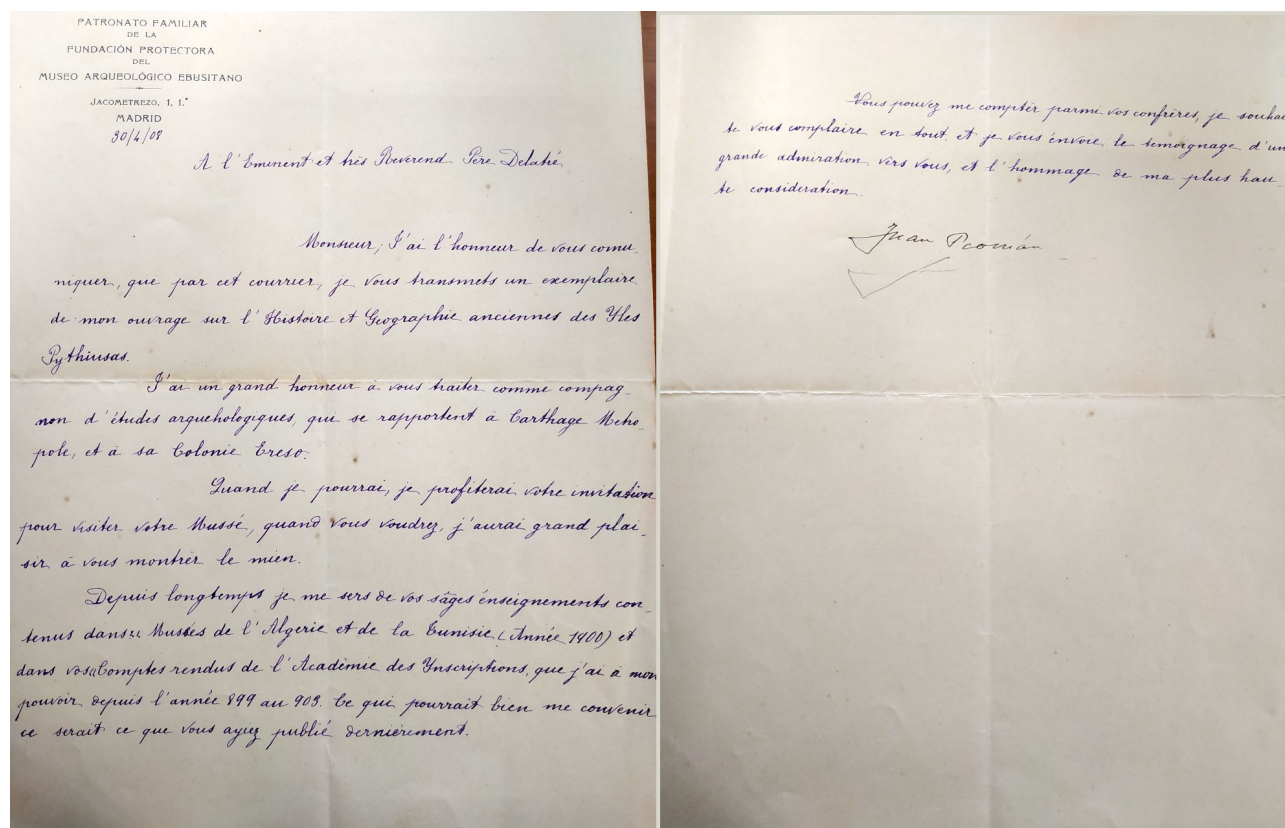 PATRONATO FAMILIAR
DE LA
FUNDACIÓN PROTECTORA
DEL
MUSEO ARQUEOLÓGICO EBUSITANO
JACOMETREZO, 1, 1.°
MADRID
30/4/07
A l'Eminent et très Reverend Père Delatré
Monsieur; J'ai l'honneur de vous comu-
niquer, que par cet courrier, je vous transmets un exemplaire
de mon ouvrage sur l'Histoire et Geographie anciennes des Yles
Pythiusas.
J'ai un grand honneur à vous traiter comme compag-
non d'études arquehologiques, qui se rapportent à Carthage Metro-
pole, et à sa Colonie Ereso.
Quand je pourrai, je profiterai votre invitation
pour visiter votre Mussé, quand vous voudrez, j'aurai grand plai-
sir à vous montrer le mien.
Depuis longtemps je me sers de vos sâges énseignements con-
tenus dans "Mussés de l'Algerie et de la Tunisie (Année 1900) et
dans vos "Comptes rendus de l'Académie des Ynscriptions, que j'ai à mon
pouvoir depuis l'année 899 au 903. Ce qui pourrait bien me convenir
ce serait ce que vous ayiez publié dernièrement.
Vous pouvez me compter parmi vos confrères, je souhai
te vous complaire en tout et je vous énvoie le temoignage d'un
grande admiration vers vous, et l'hommage de ma plus hau-
te consideration.
Juan Román